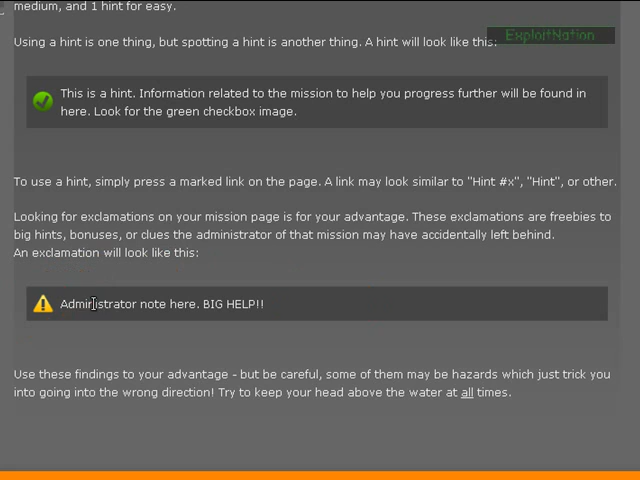 medium, and 1 hint for easy.
ExploitNation
Using a hint is one thing, but spotting a hint is another thing. A hint will look like this:
This is a hint. Information related to the mission to help you progress further will be found in
here. Look for the green checkbox image.
To use a hint, simply press a marked link on the page. A link may look similar to "Hint #x", "Hint", or other.
Looking for exclamations on your mission page is for your advantage. These exclamations are freebies to
big hints, bonuses, or clues the administrator of that mission may have accidentally left behind.
An exclamation will look like this:
Administrator note here. BIG HELP!!
Use these findings to your advantage - but be careful, some of them may be hazards which just trick you
into going into the wrong direction! Try to keep your head above the water at all times.